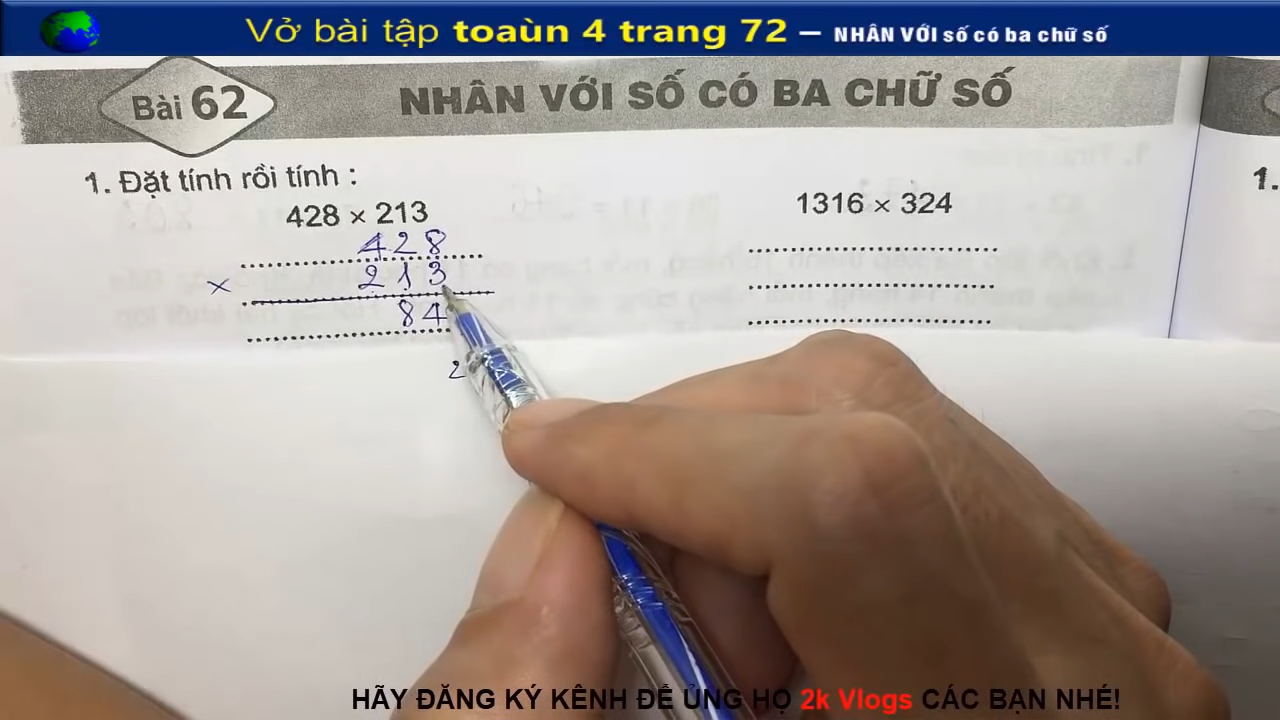 Vở bài tập toaùn 4 trang 72 – NHÂN VỚI số có ba chữ số
Bài 62 NHÂN VỚI SỐ CÓ BA CHỮ SỐ
1. Đặt tính rồi tính :
428 × 213
1316 × 324
428
× 213
84
2
1.
HÃY ĐĂNG KÝ KÊNH ĐỂ ỦNG HỘ 2k Vlogs CÁC BẠN NHÉ!